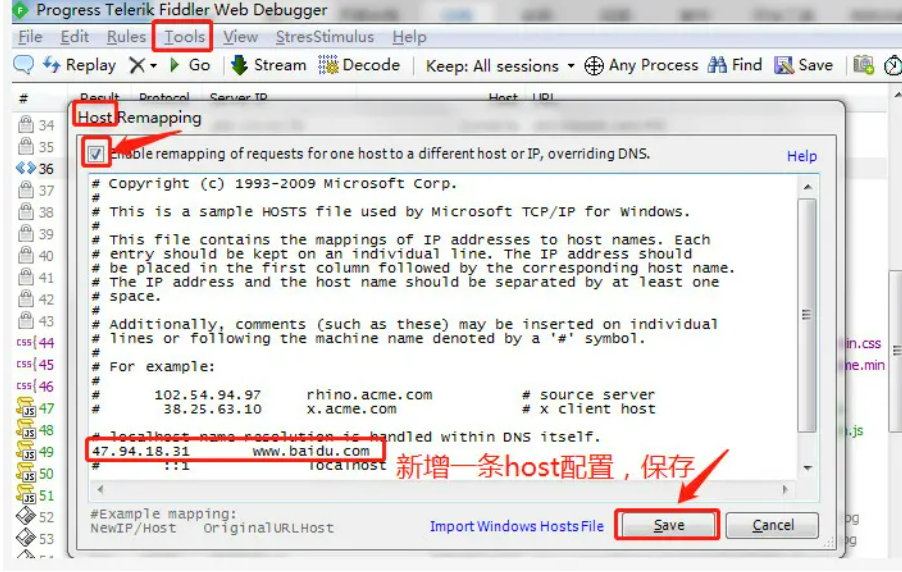 Progress Telerik Fiddler Web Debugger
File Edit Rules Tools View StresStimulus Help
Replay Go Stream Decode Keep: All sessions Any Process Find Save
# Result Protocol Server IP Host URL
Host Remapping
34
35
36
37
38
39
40
41
42
43
44
45
46
47
48
49
50
51
52
53
Enable remapping of requests for one host to a different host or IP, overriding DNS.
Help
# Copyright (c) 1993-2009 Microsoft Corp.
#
# This is a sample HOSTS file used by Microsoft TCP/IP for Windows.
#
# This file contains the mappings of IP addresses to host names. Each
# entry should be kept on an individual line. The IP address should
# be placed in the first column followed by the corresponding host name.
# The IP address and the host name should be separated by at least one
# space.
#
# Additionally, comments (such as these) may be inserted on individual
# lines or following the machine name denoted by a '#' symbol.
#
# For example:
#
# 102.54.94.97 rhino.acme.com # source server
# 38.25.63.10 x.acme.com # x client host
# localhost name resolution is handled within DNS itself.
47.94.18.31 www.baidu.com
# ::1 localhost
新增一条host配置，保存
#Example mapping:
NewIP/Host OriginalURLHost
Import Windows Hosts File
Save
Cancel
in.css
me.min
.js